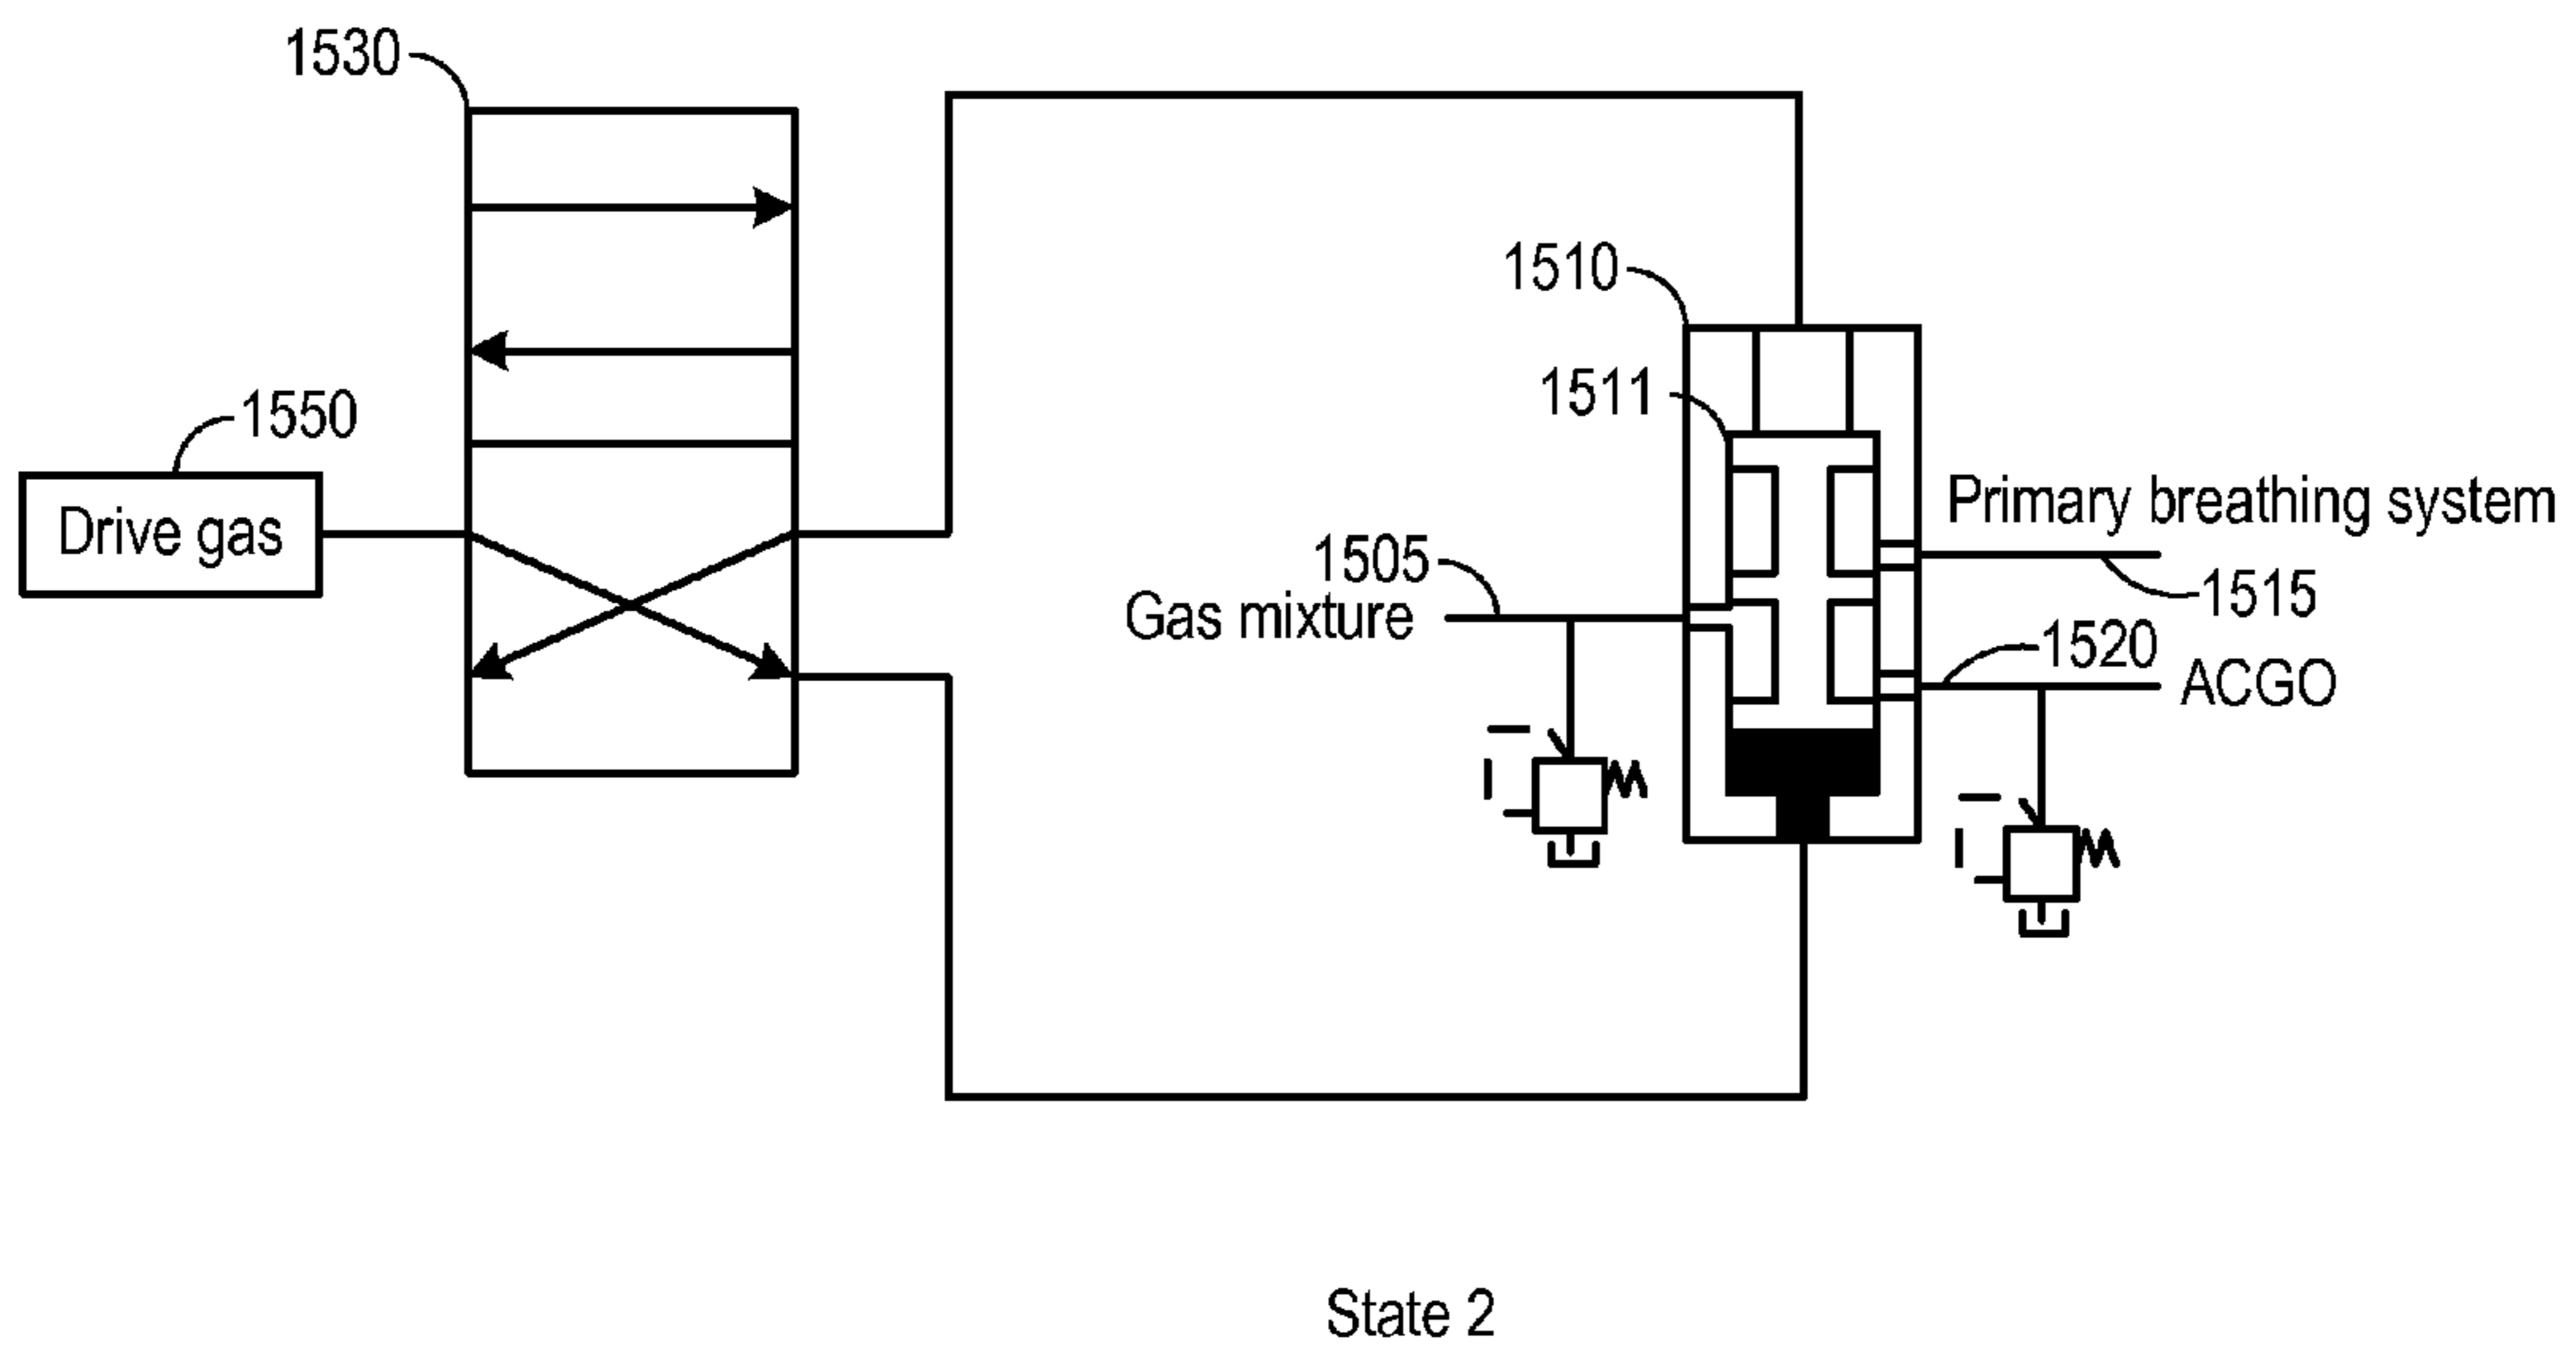 1530
1510
1511
1550
Drive gas
Primary breathing system
1505
1515
Gas mixture
1520
ACGO
State 2